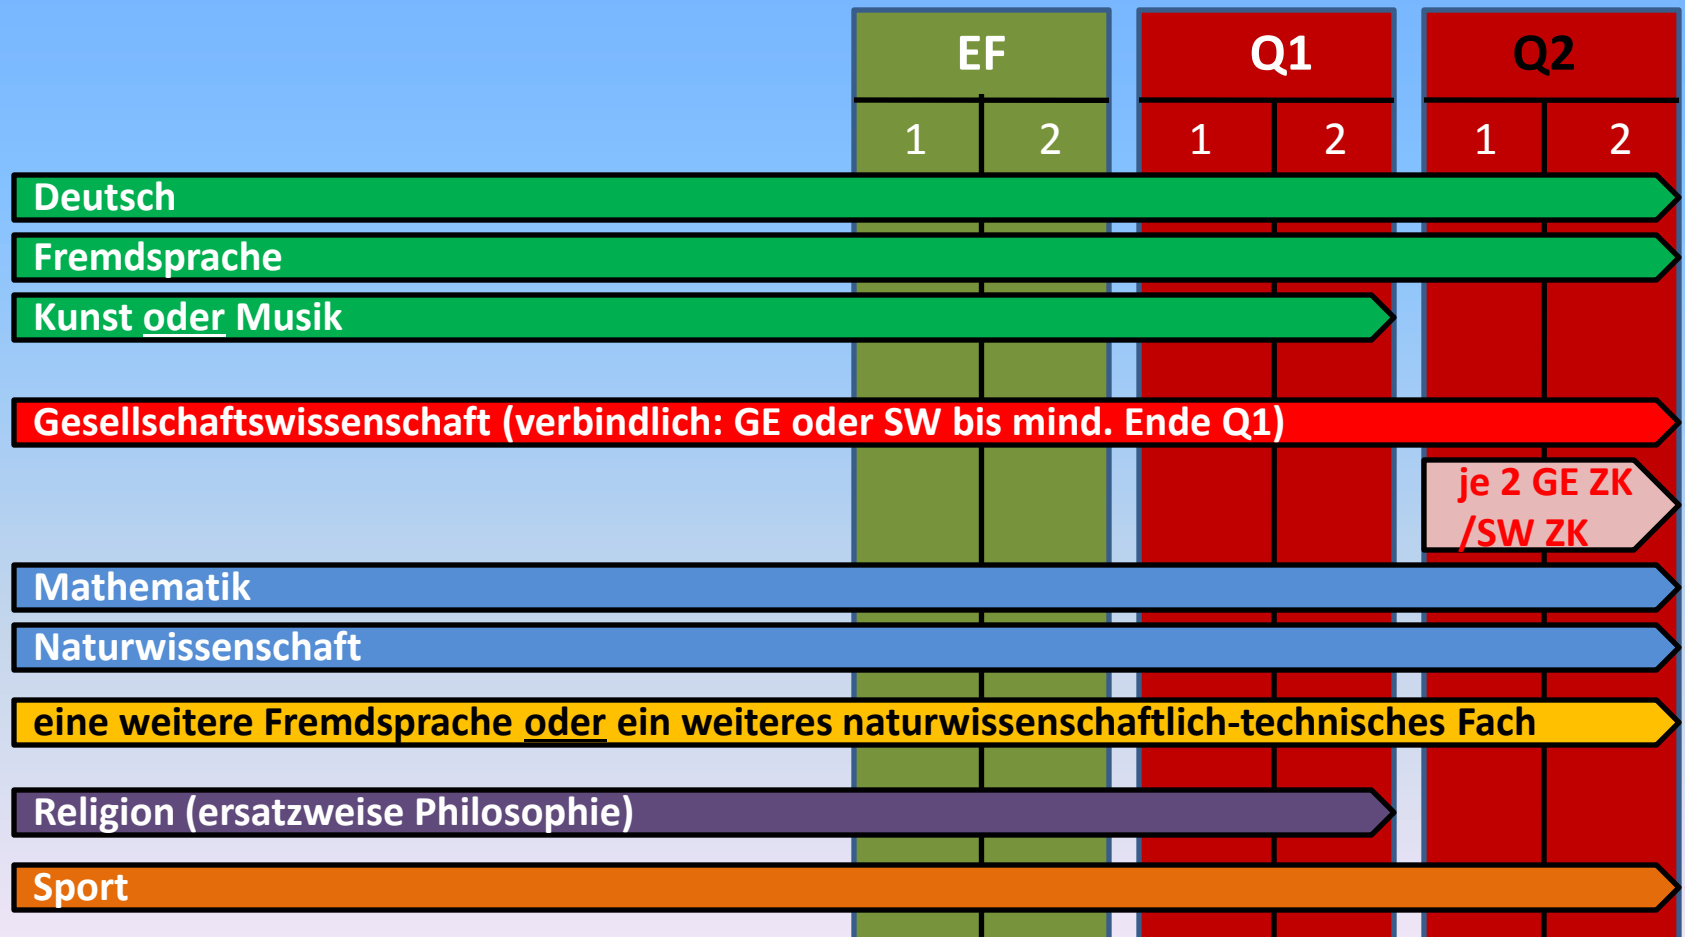 EF Q1 Q2
1 2 1 2 1 2
Deutsch
Fremdsprache
Kunst oder Musik
Gesellschaftswissenschaft (verbindlich: GE oder SW bis mind. Ende Q1)
je 2 GE ZK
/SW ZK
Mathematik
Naturwissenschaft
eine weitere Fremdsprache oder ein weiteres naturwissenschaftlich-technisches Fach
Religion (ersatzweise Philosophie)
Sport